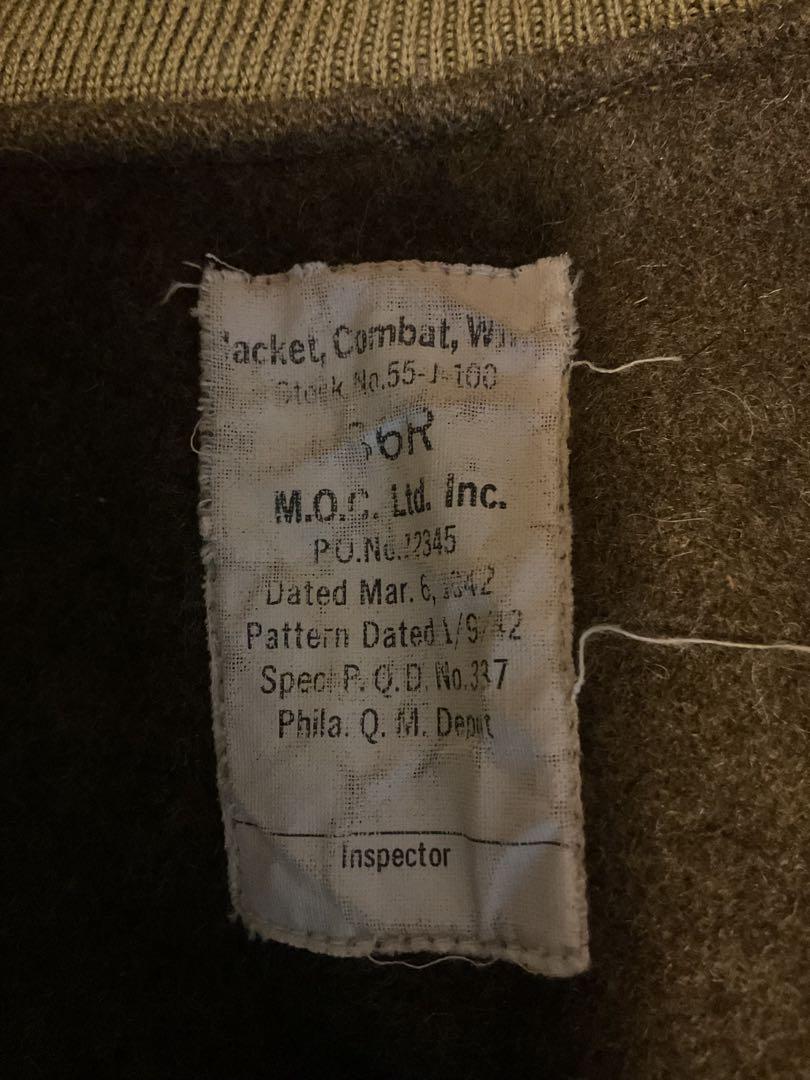 Jacket, Combat,
Stock No.55-J-100
36R
M.O.C. Ltd. Inc.
P.O.No.12345
Dated Mar. 6, 1942
Pattern Dated 1/9/42
Spec. P. Q. D. No.337
Phila. Q. M. Depot
Inspector